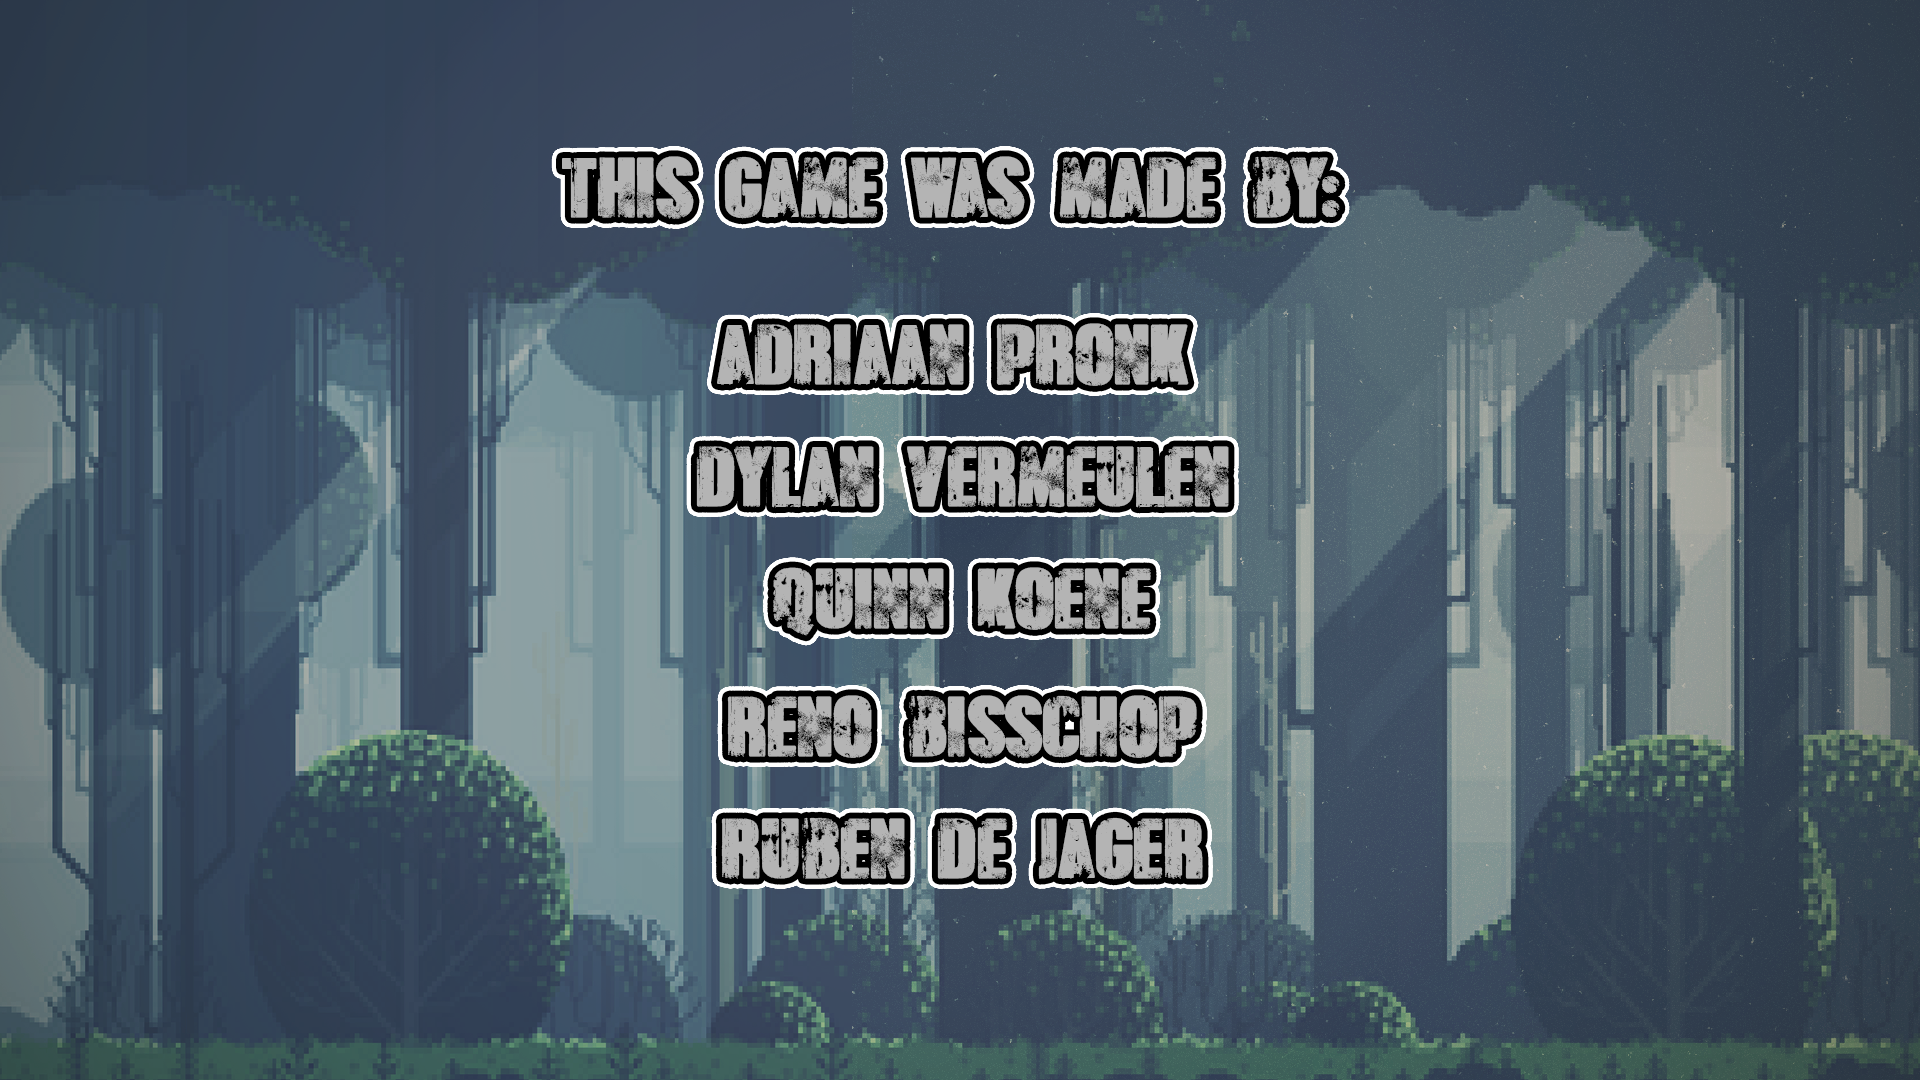 THIS GAME WAS MADE BY:
ADRIAAN PRONK
DYLAN VERMEULEN
QUINN KOENE
RENO BISSCHOP
RUBEN DE JAGER